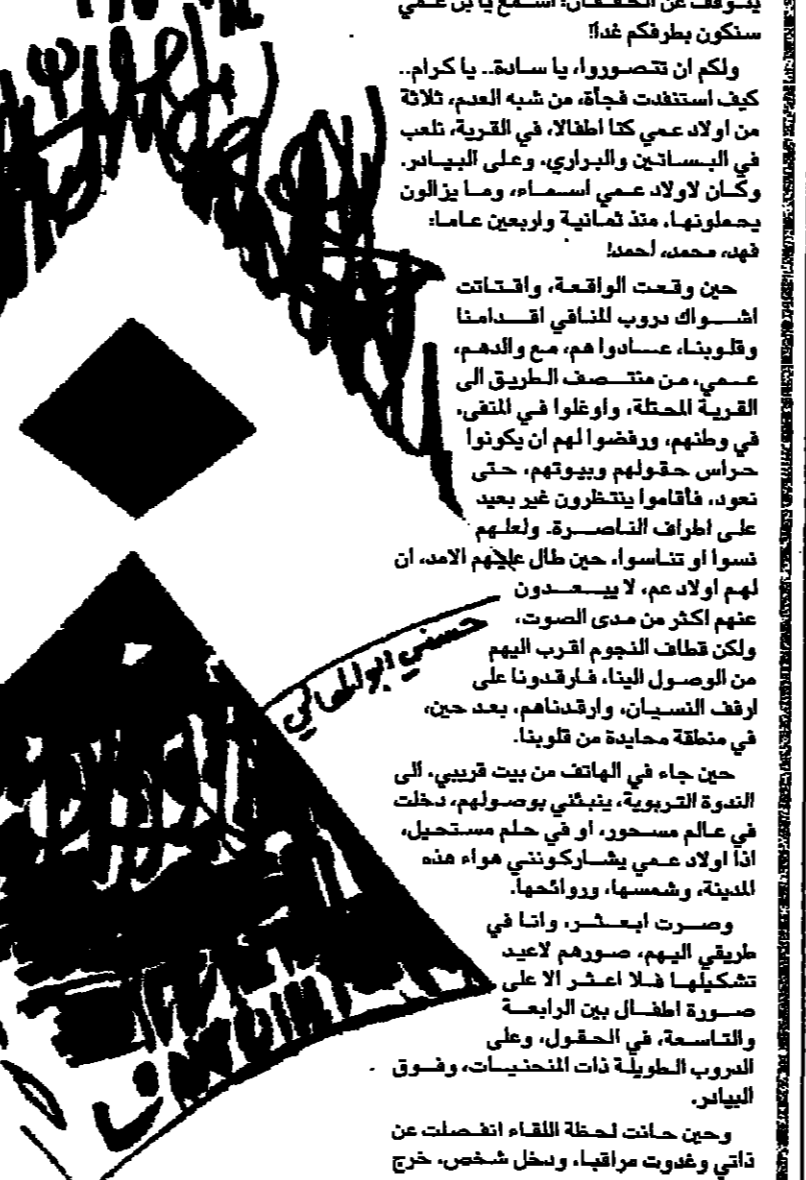 يتوقف عن الخفقان: اسمع يا بن عمي
سنكون بطرفكم غدا!
ولكم ان تتصوروا، يا سادة.. يا كرام..
كيف استنفدت فجأة، من شبه العدم، ثلاثة
من اولاد عمي كنا اطفالا، في القرية، نلعب
في البساتين والبراري. وعلى البيادر.
وكان لاولاد عمي اسماء، وما يزالون
يحملونها. منذ ثمانية واربعين عاما:
فهد، محمد، أحمد!
حين وقعت الواقعة، واقتاتت
اشواك دروب المنافي اقدامنا
وقلوبنا، عادوا هم، مع والدهم،
عمي، من منتصف الطريق الى
القرية المحتلة، واوغلوا في المنفى.
في وطنهم، ورفضوا لهم ان يكونوا
حراس حقولهم وبيوتهم، حتى
نعود، فأقاموا ينتظرون غير بعيد
على اطراف الناصرة. ولعلهم
نسوا او تناسوا، حين طال عليهم الامد، ان
لهم اولاد عم، لا يبعدون
عنهم اكثر من مدى الصوت،
ولكن قطاف النجوم اقرب اليهم
من الوصول الينا، فارقدونا على
ارفف النسيان، وارقدناهم، بعد حين،
في منطقة محايدة من قلوبنا.
حين جاء في الهاتف من بيت قريبي. الى
الندوة التربوية، ينبئني بوصولهم، دخلت
في عالم مسحور، او في حلم مستحيل،
اذا اولاد عمي يشاركونني هواء هذه
المدينة، وشمسها، وروائحها.
وصرت ابعثر، وانا في
طريقي اليهم، صورهم لاعيد
تشكيلها فلا اعثر الا على
صورة اطفال بين الرابعة
والتاسعة، في الحقول، وعلى
الدروب الطويلة ذات المنحنيات، وفوق
البيادر.
وحين حانت لحظة اللقاء انفصلت عن
ذاتي وغدوت مراقبا، ودخل شخص، خرج
حسني ابو المعالي